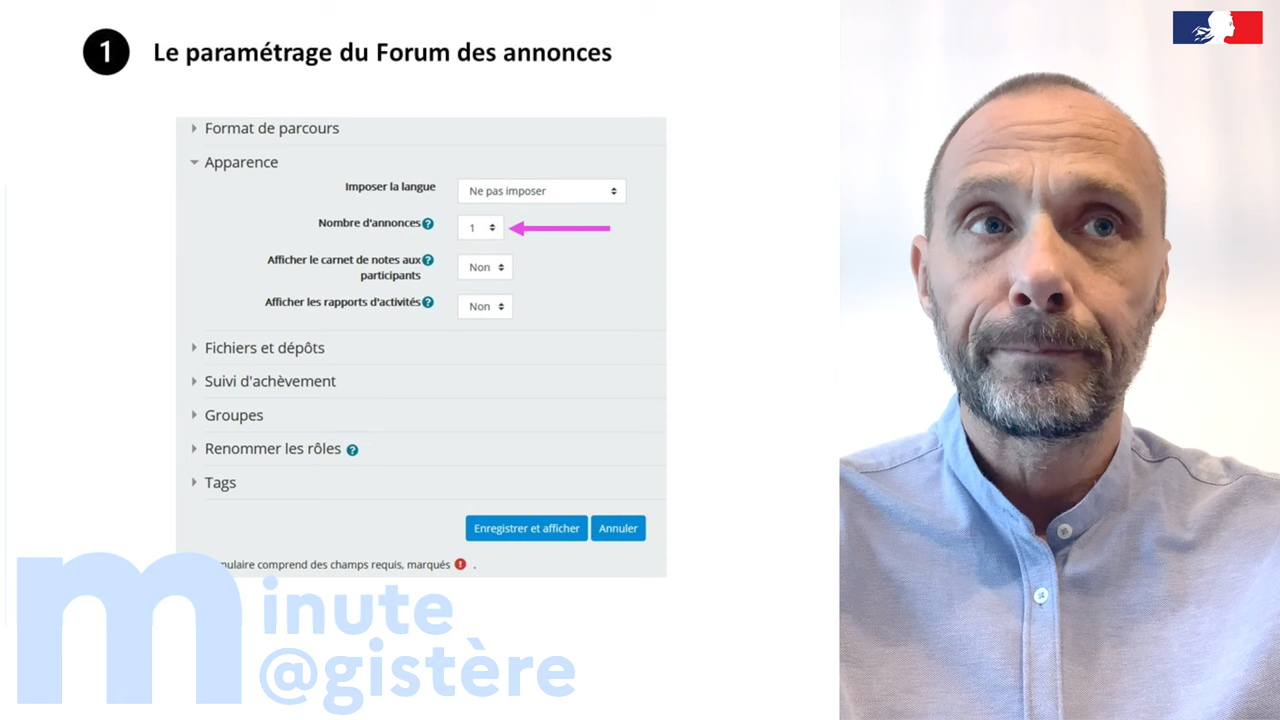 1 Le paramétrage du Forum des annonces
Format de parcours
Apparence
Imposer la langue Ne pas imposer
Nombre d'annonces ? 1
Afficher le carnet de notes aux ? Non
participants
Afficher les rapports d'activités ? Non
Fichiers et dépôts
Suivi d'achèvement
Groupes
Renommer les rôles ?
Tags
Enregistrer et afficher Annuler
comprend des champs requis, marqués ! .
minute
@gistère